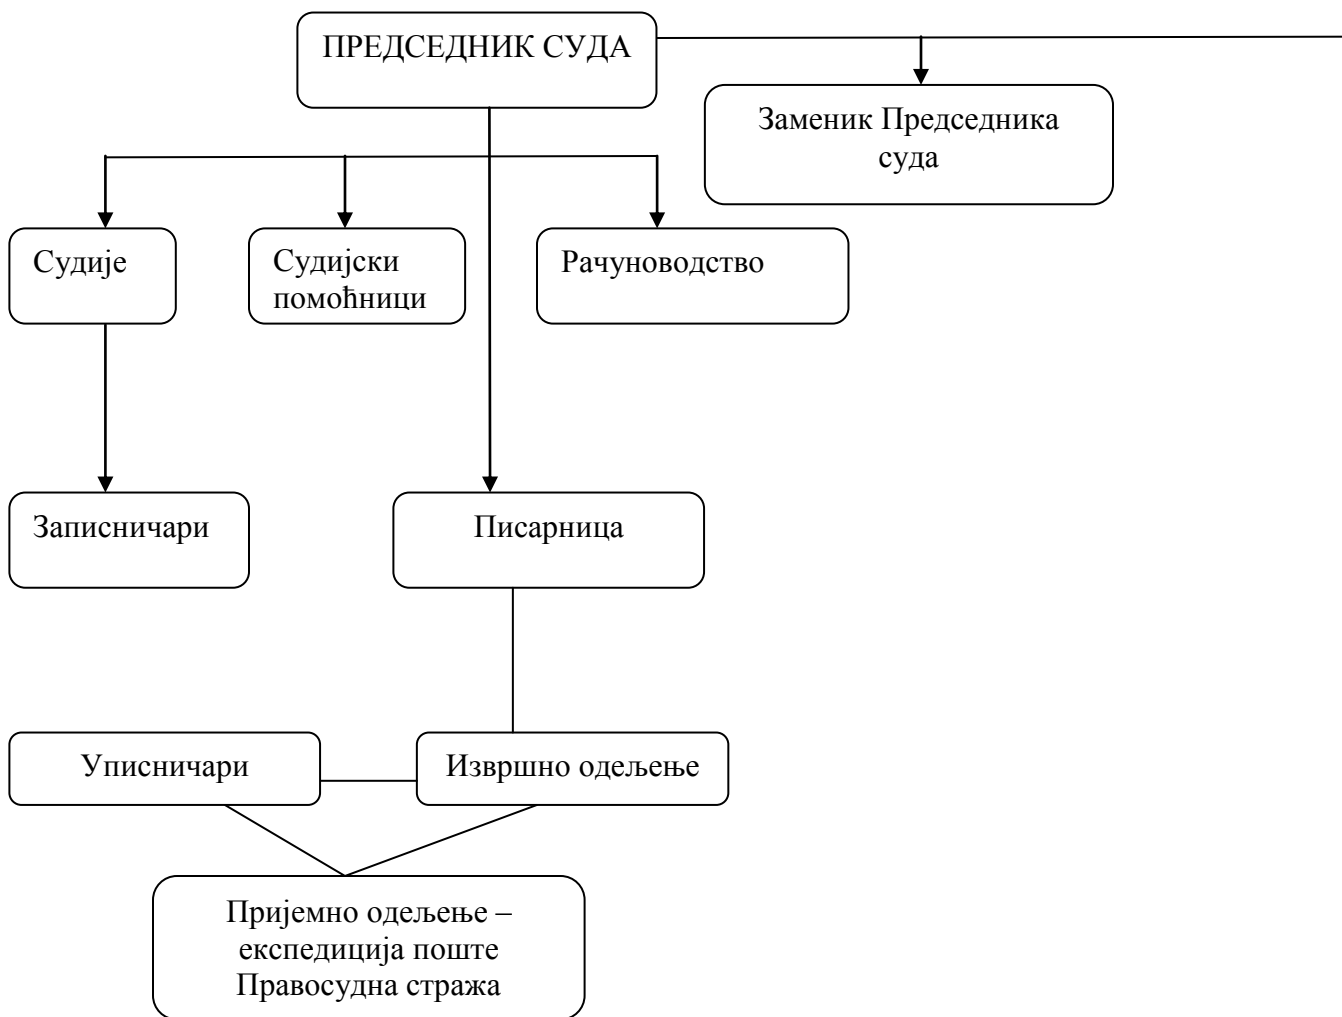 ПРЕДСЕДНИК СУДА
Заменик Председника
суда
Судије
Судијски
помоћници
Рачуноводство
Записничари
Писарница
Уписничари
Извршно одељење
Пријемно одељење –
експедиција поште
Правосудна стража